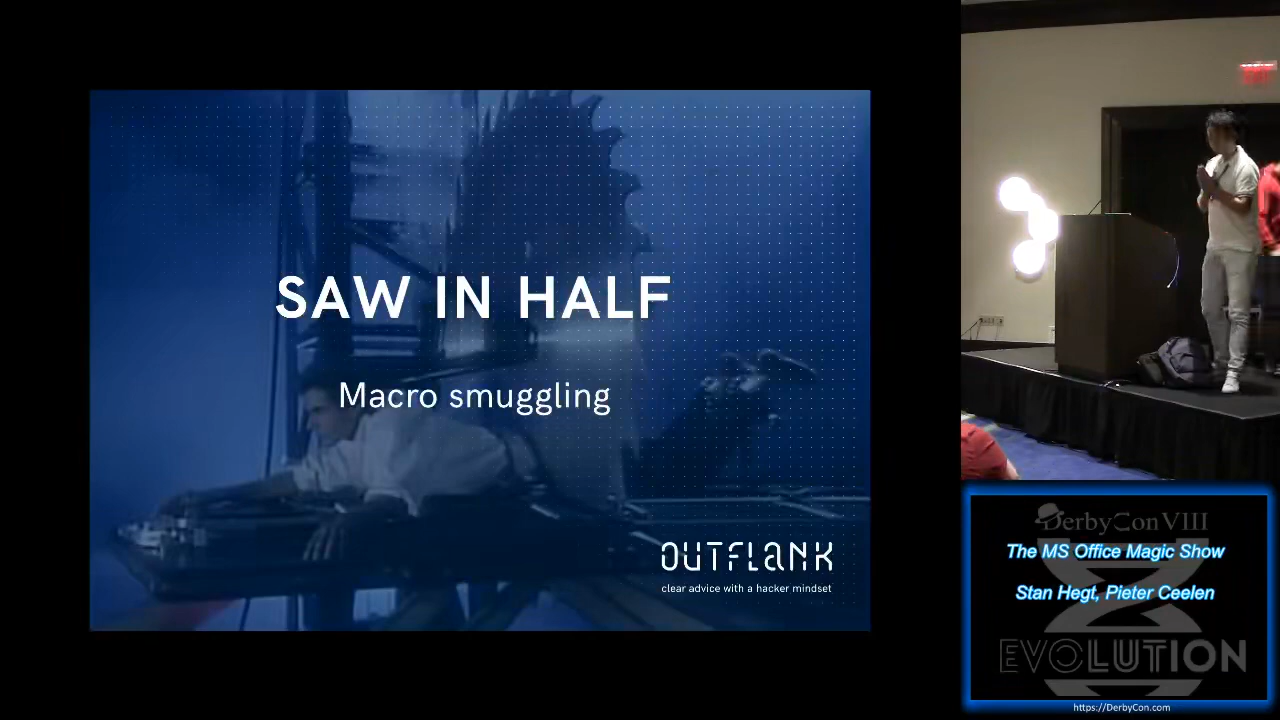 SAW IN HALF
Macro smuggling
OUTFLANK
clear advice with a hacker mindset
EXIT
DerbyCon VIII
The MS Office Magic Show
Stan Hegt, Pieter Ceelen
EVOLUTION
https://DerbyCon.com